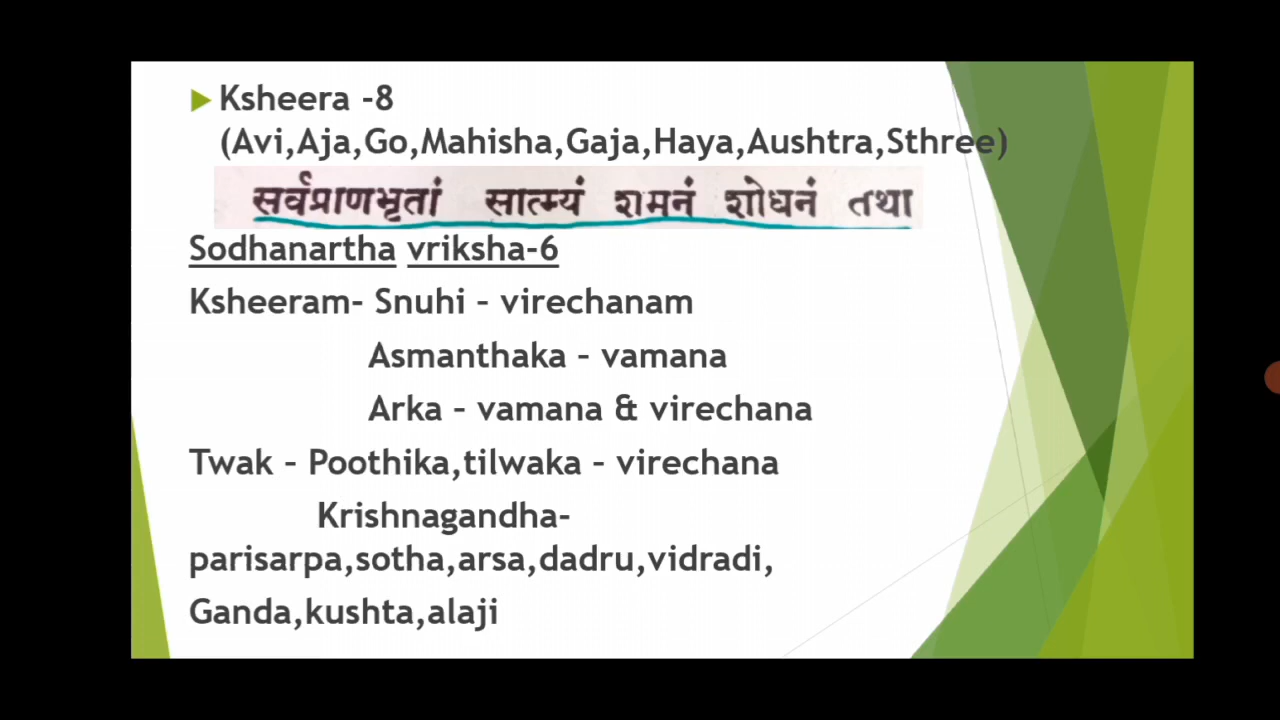 Ksheera -8
(Avi,Aja,Go,Mahisha,Gaja,Haya,Aushtra,Sthree)
सर्वप्राणभृतां सात्म्यं शमनं शोधनं तथा
Sodhanartha vriksha-6
Ksheeram- Snuhi – virechanam
Asmanthaka – vamana
Arka – vamana & virechana
Twak – Poothika,tilwaka – virechana
Krishnagandha-
parisarpa,sotha,arsa,dadru,vidradi,
Ganda,kushta,alaji